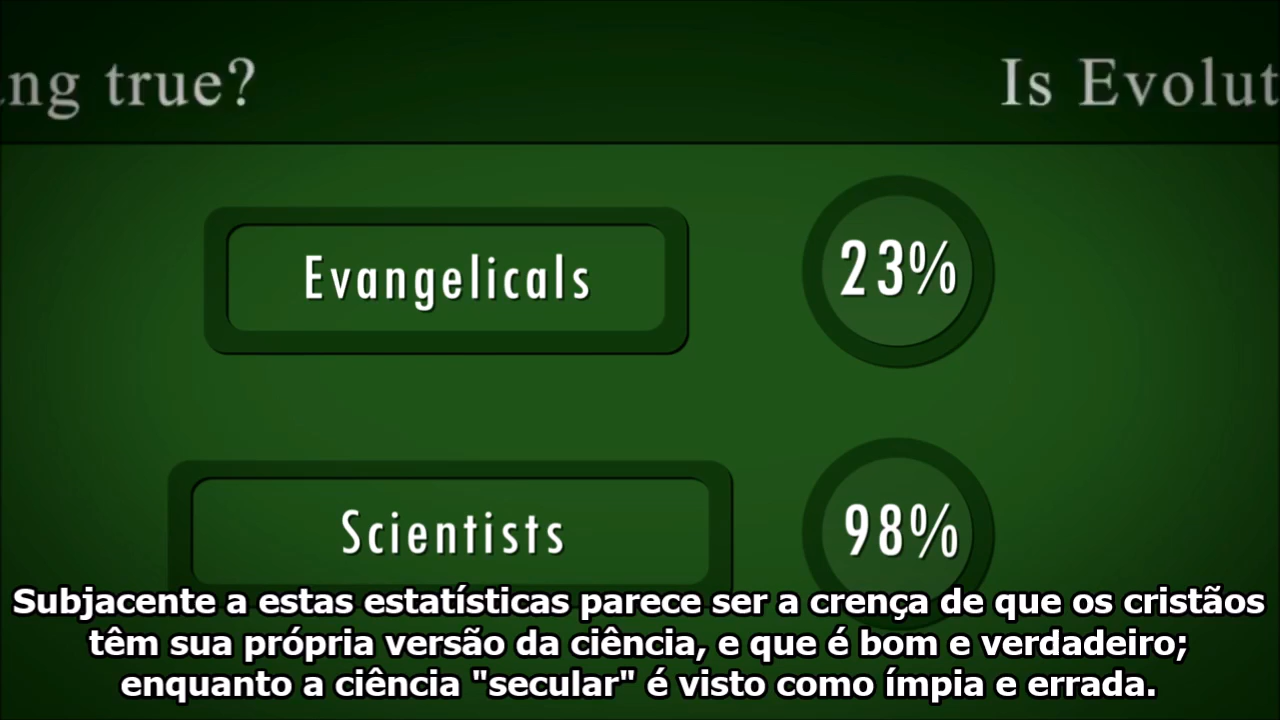 ng true?
Is Evolut
Evangelicals
23%
Scientists
98%
Subjacente a estas estatísticas parece ser a crença de que os cristãos
têm sua própria versão da ciência, e que é bom e verdadeiro;
enquanto a ciência "secular" é visto como ímpia e errada.